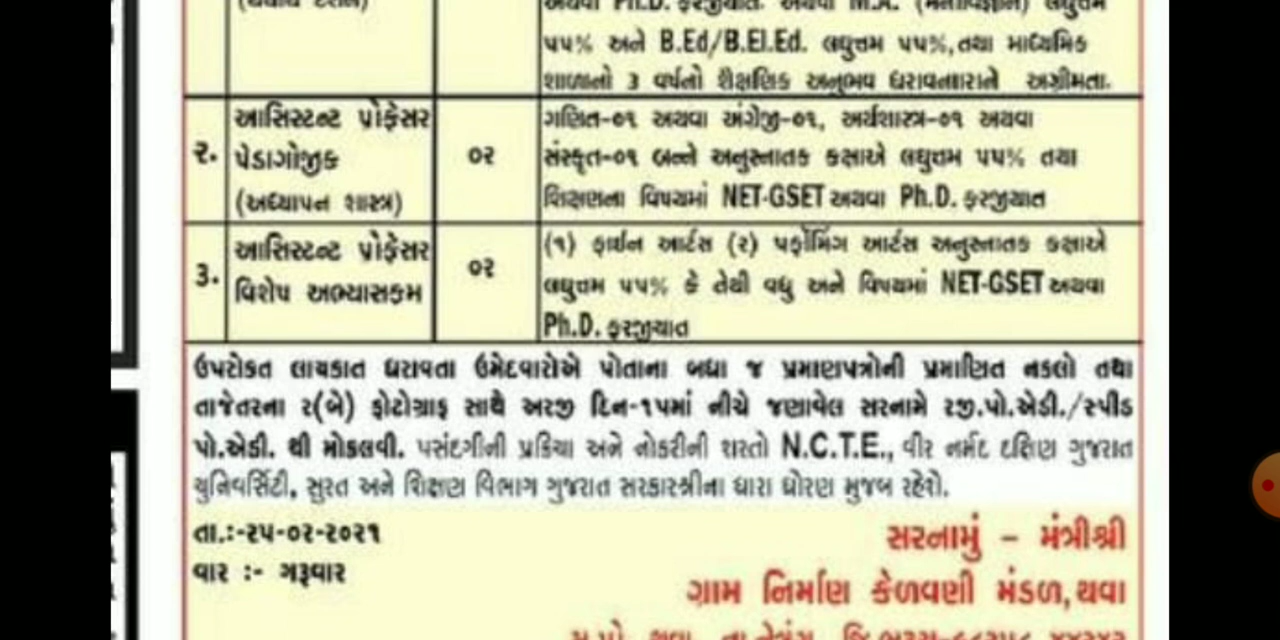 અથવા Ph.D. ફરજીયાત. અથવા M.A. (મનોવિજ્ઞાન) લઘુત્તમ
૫૫% અને B.Ed/B.El.Ed. લઘુત્તમ ૫૫%,તથા માધ્યમિક
શાળાનો ૩ વર્ષનો શૈક્ષણિક અનુભવ ધરાવનારાને અગ્રીમતા.
૨. આસિસ્ટન્ટ પ્રોફેસર પેડાગોજીક (અધ્યાપન શાસ્ત્ર)
૦૨
ગણિત-૦૧ અથવા અંગ્રેજી-૦૧, અર્થશાસ્ત્ર-૦૧ અથવા
સંસ્કૃત-૦૧ બન્ને અનુસ્નાતક કક્ષાએ લઘુત્તમ ૫૫% તથા
શિક્ષણના વિષયમાં NET-GSET અથવા Ph.D. ફરજીયાત
૩. આસિસ્ટન્ટ પ્રોફેસર વિશેષ અભ્યાસક્રમ
૦૨
(૧) ફાઈન આર્ટસ (૨) પર્ફોમિંગ આર્ટસ અનુસ્નાતક કક્ષાએ
લઘુત્તમ ૫૫% કે તેથી વધુ અને વિષયમાં NET-GSET અથવા
Ph.D. ફરજીયાત
ઉપરોકત લાયકાત ધરાવતા ઉમેદવારોએ પોતાના બધા જ પ્રમાણપત્રોની પ્રમાણિત નકલો તથા
તાજેતરના ૨(બે) ફોટોગ્રાફ સાથે અરજી દિન-૧૫માં નીચે જણાવેલ સરનામે રજી.પો.એડી./સ્પીડ
પો.એડી. થી મોકલવી. પસંદગીની પ્રક્રિયા અને નોકરીની શરતો N.C.T.E., વીર નર્મદ દક્ષિણ ગુજરાત
યુનિવર્સિટી, સુરત અને શિક્ષણ વિભાગ ગુજરાત સરકારશ્રીના ધારા ધોરણ મુજબ રહેશે.
તા.:-૨૫-૦૨-૨૦૨૧
વાર :- ગરૂવાર
સરનામું - મંત્રીશ્રી
ગ્રામ નિર્માણ કેળવણી મંડળ,થવા